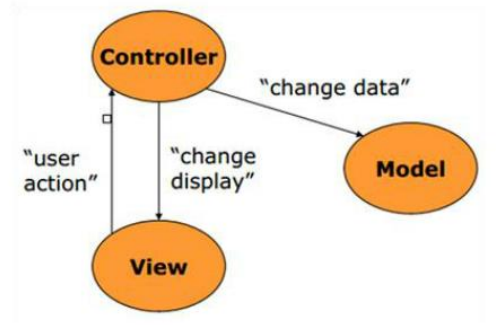 Controller
“change data”
“user
action”
“change
display”
Model
View